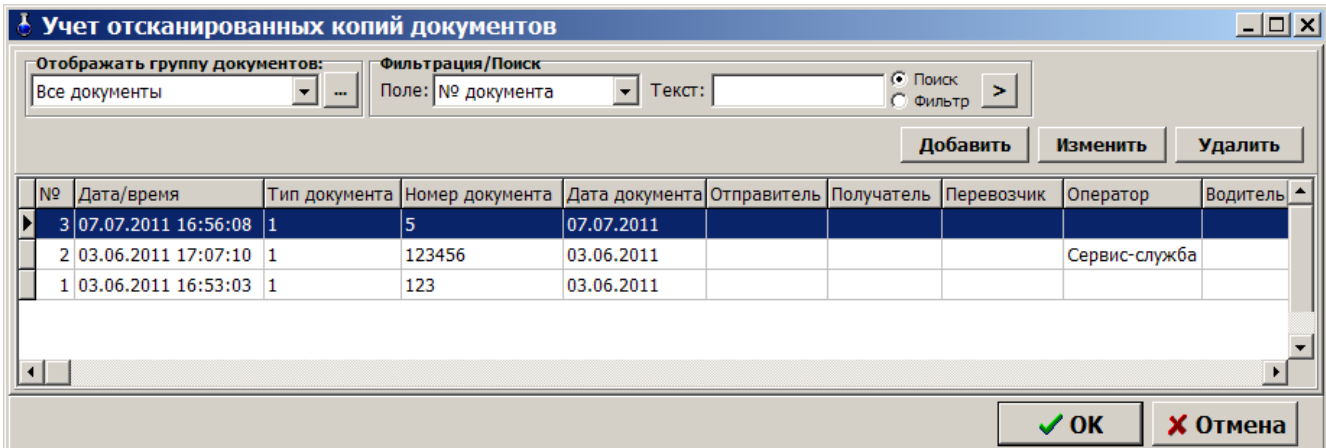 Учет отсканированных копий документов
Отображать группу документов: Фильтрация/Поиск
Все документы ... Поле: № документа Текст: Поиск Фильтр >
Добавить Изменить Удалить
№ Дата/время Тип документа Номер документа Дата документа Отправитель Получатель Перевозчик Оператор Водитель
3 07.07.2011 16:56:08 1 5 07.07.2011
2 03.06.2011 17:07:10 1 123456 03.06.2011 Сервис-служба
1 03.06.2011 16:53:03 1 123 03.06.2011
OK Отмена